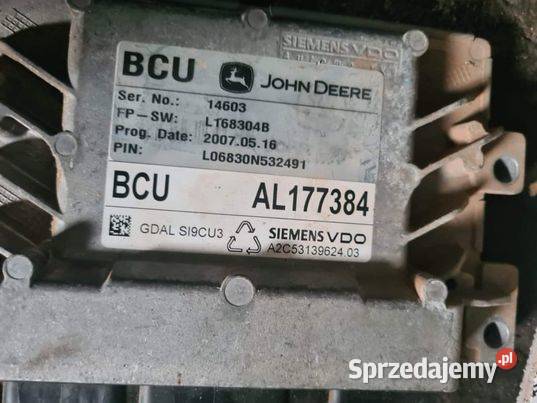 SIEMENS VDO
BCU JOHN DEERE
Ser. No.: 14603
FP-SW: L168304B
Prog. Date: 2007.05.16
PIN: L06830N532491
BCU AL177384
GDAL SI9CU3 SIEMENS VDO
A2C53139624.03
Sprzedajemy.pl